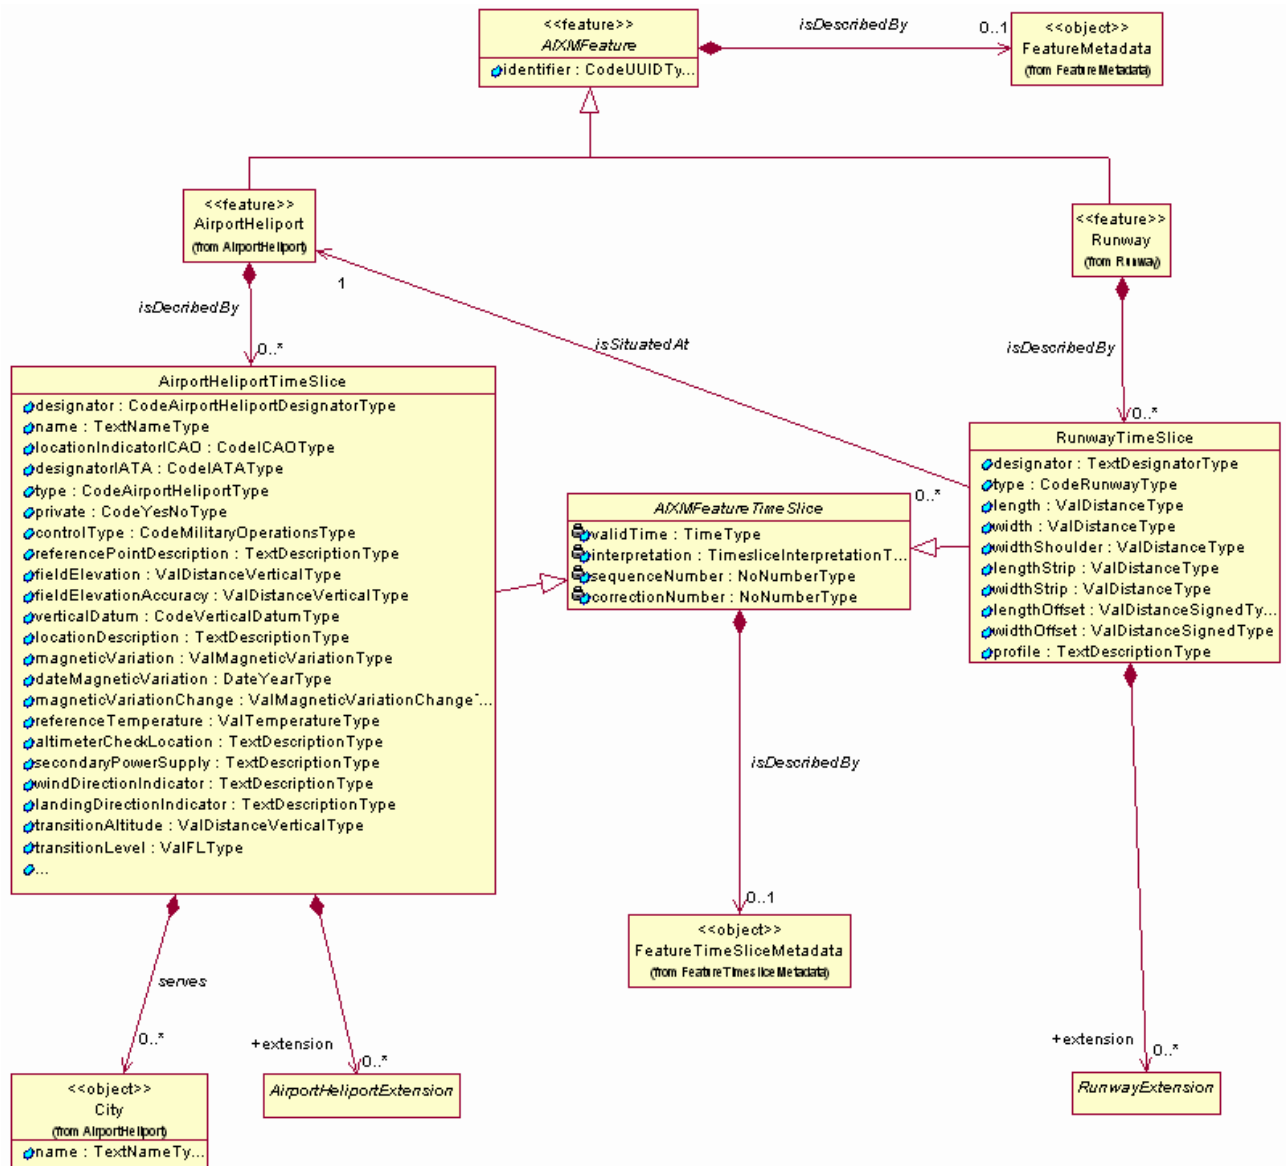 <<feature>>
AIXMFeature
identifier : CodeUUIDTy...
isDescribedBy
0..1
<<object>>
FeatureMetadata
(from FeatureMetadata)
<<feature>>
AirportHeliport
(from AirportHeliport)
<<feature>>
Runway
(from Runway)
1
isDecribedBy
0..*
isSituatedAt
isDescribedBy
0..*
AirportHeliportTimeSlice
designator : CodeAirportHeliportDesignatorType
name : TextNameType
locationIndicatorICAO : CodeICAOType
designatorIATA : CodeIATAType
type : CodeAirportHeliportType
private : CodeYesNoType
controlType : CodeMilitaryOperationsType
referencePointDescription : TextDescriptionType
fieldElevation : ValDistanceVerticalType
fieldElevationAccuracy : ValDistanceVerticalType
verticalDatum : CodeVerticalDatumType
locationDescription : TextDescriptionType
magneticVariation : ValMagneticVariationType
dateMagneticVariation : DateYearType
magneticVariationChange : ValMagneticVariationChangeT...
referenceTemperature : ValTemperatureType
altimeterCheckLocation : TextDescriptionType
secondaryPowerSupply : TextDescriptionType
windDirectionIndicator : TextDescriptionType
landingDirectionIndicator : TextDescriptionType
transitionAltitude : ValDistanceVerticalType
transitionLevel : ValFLType
...
AIXMFeatureTimeSlice
validTime : TimeType
interpretation : TimesliceInterpretationT...
sequenceNumber : NoNumberType
correctionNumber : NoNumberType
0..*
RunwayTimeSlice
designator : TextDesignatorType
type : CodeRunwayType
length : ValDistanceType
width : ValDistanceType
widthShoulder : ValDistanceType
lengthStrip : ValDistanceType
widthStrip : ValDistanceType
lengthOffset : ValDistanceSignedTy...
widthOffset : ValDistanceSignedType
profile : TextDescriptionType
isDescribedBy
0..1
<<object>>
FeatureTimeSliceMetadata
(from FeatureTimesliceMetadata)
serves
0..*
+extension
0..*
+extension
0..*
<<object>>
City
(from AirportHeliport)
name : TextNameTy...
AirportHeliportExtension
RunwayExtension